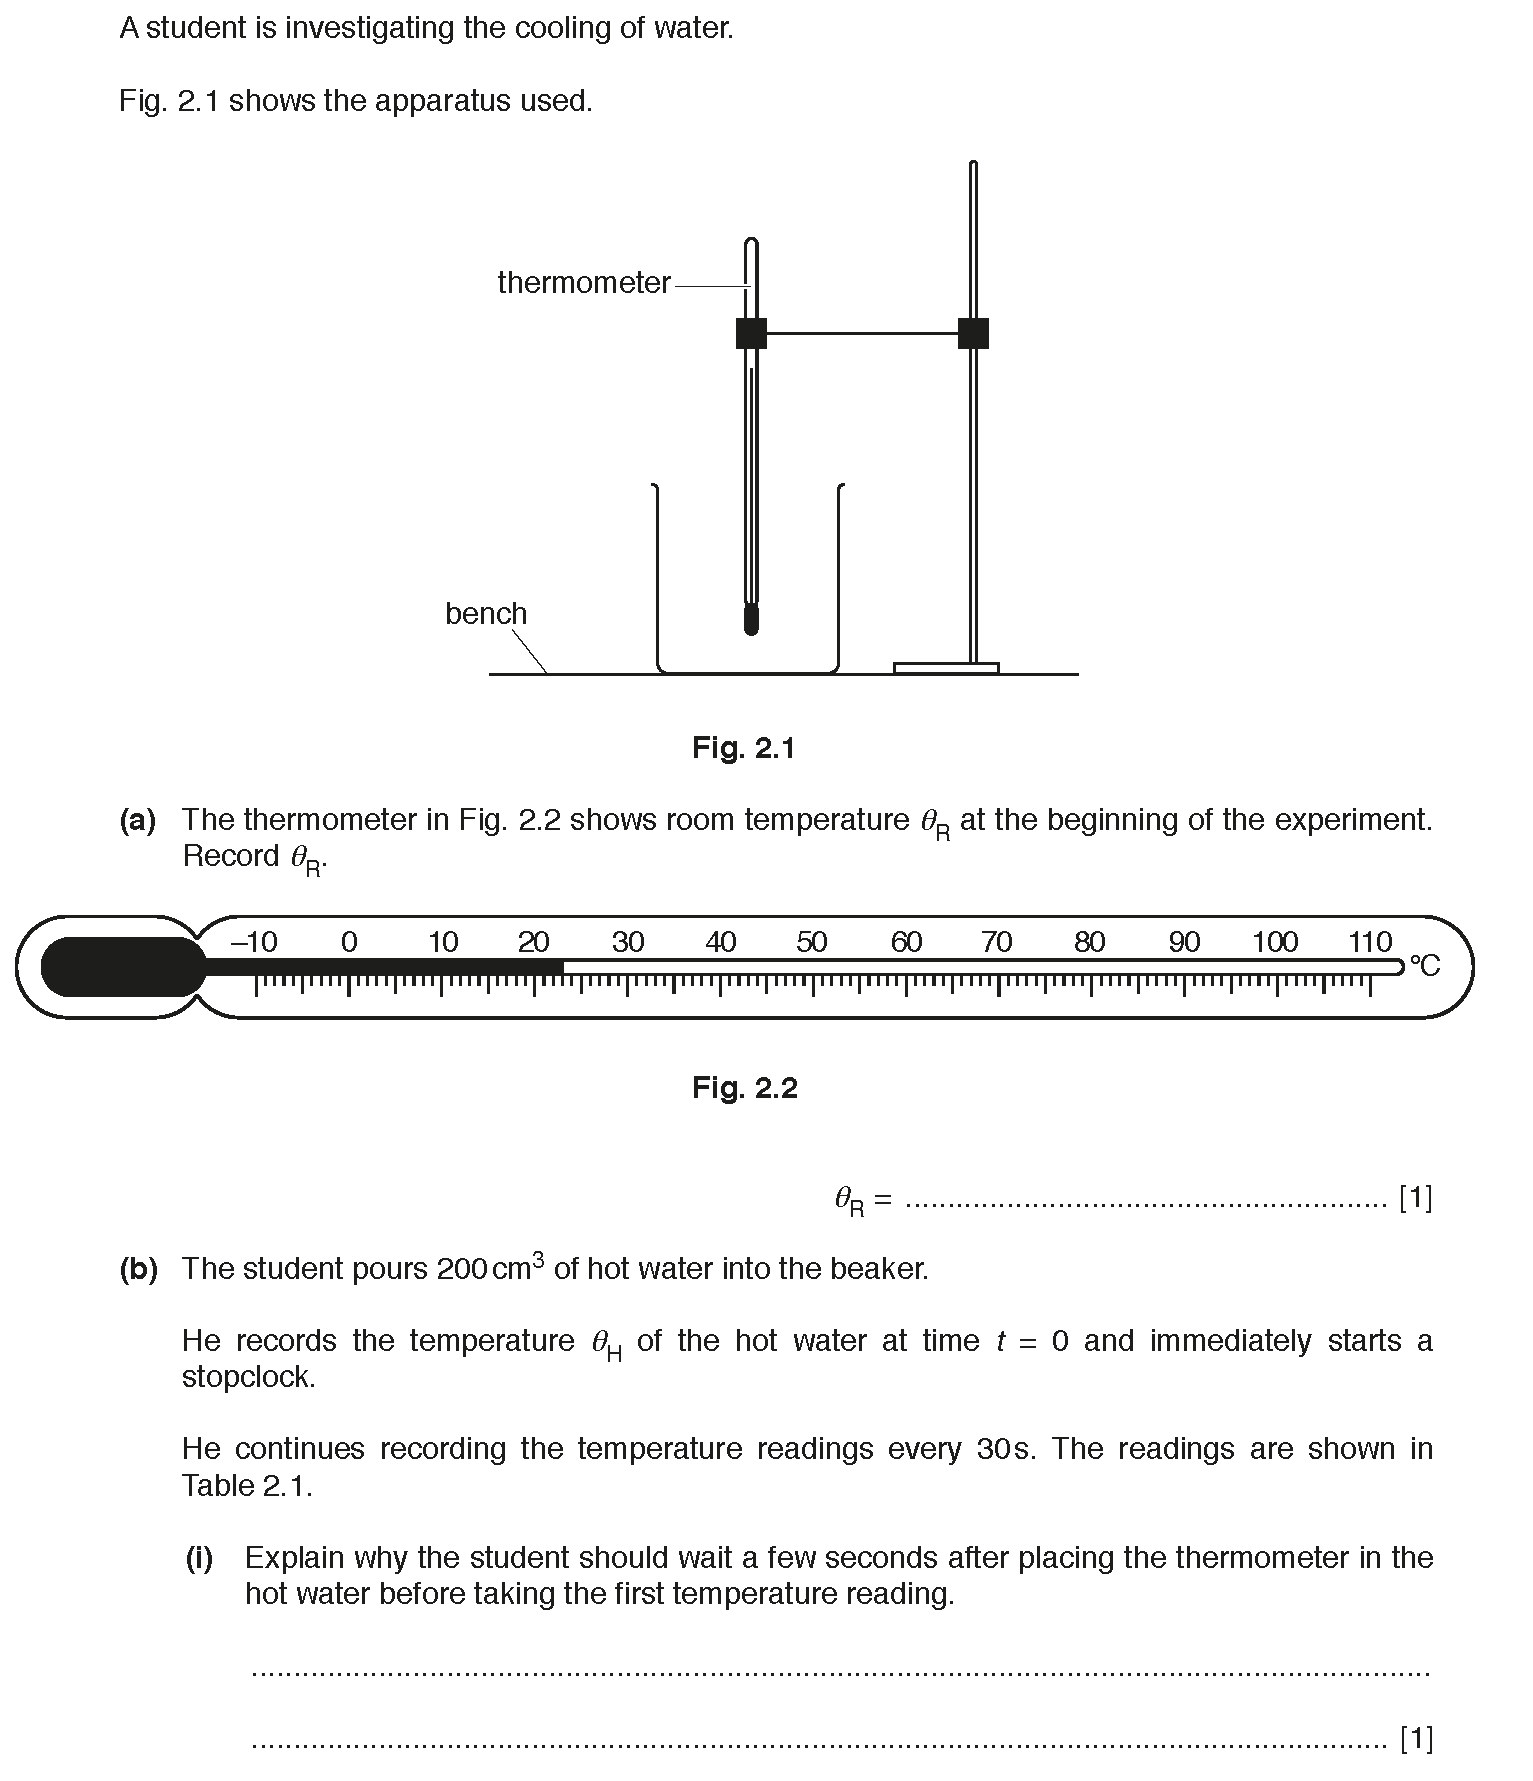 A student is investigating the cooling of water.
Fig. 2.1 shows the apparatus used.
thermometer
bench
Fig. 2.1
(a) The thermometer in Fig. 2.2 shows room temperature θR at the beginning of the experiment.
Record θR.
–10 0 10 20 30 40 50 60 70 80 90 100 110 °C
Fig. 2.2
θR = ........................................................ [1]
(b) The student pours 200 cm³ of hot water into the beaker.
He records the temperature θH of the hot water at time t = 0 and immediately starts a
stopclock.
He continues recording the temperature readings every 30 s. The readings are shown in
Table 2.1.
(i) Explain why the student should wait a few seconds after placing the thermometer in the
hot water before taking the first temperature reading.
..........................................................................................................................................
..................................................................................................................................... [1]